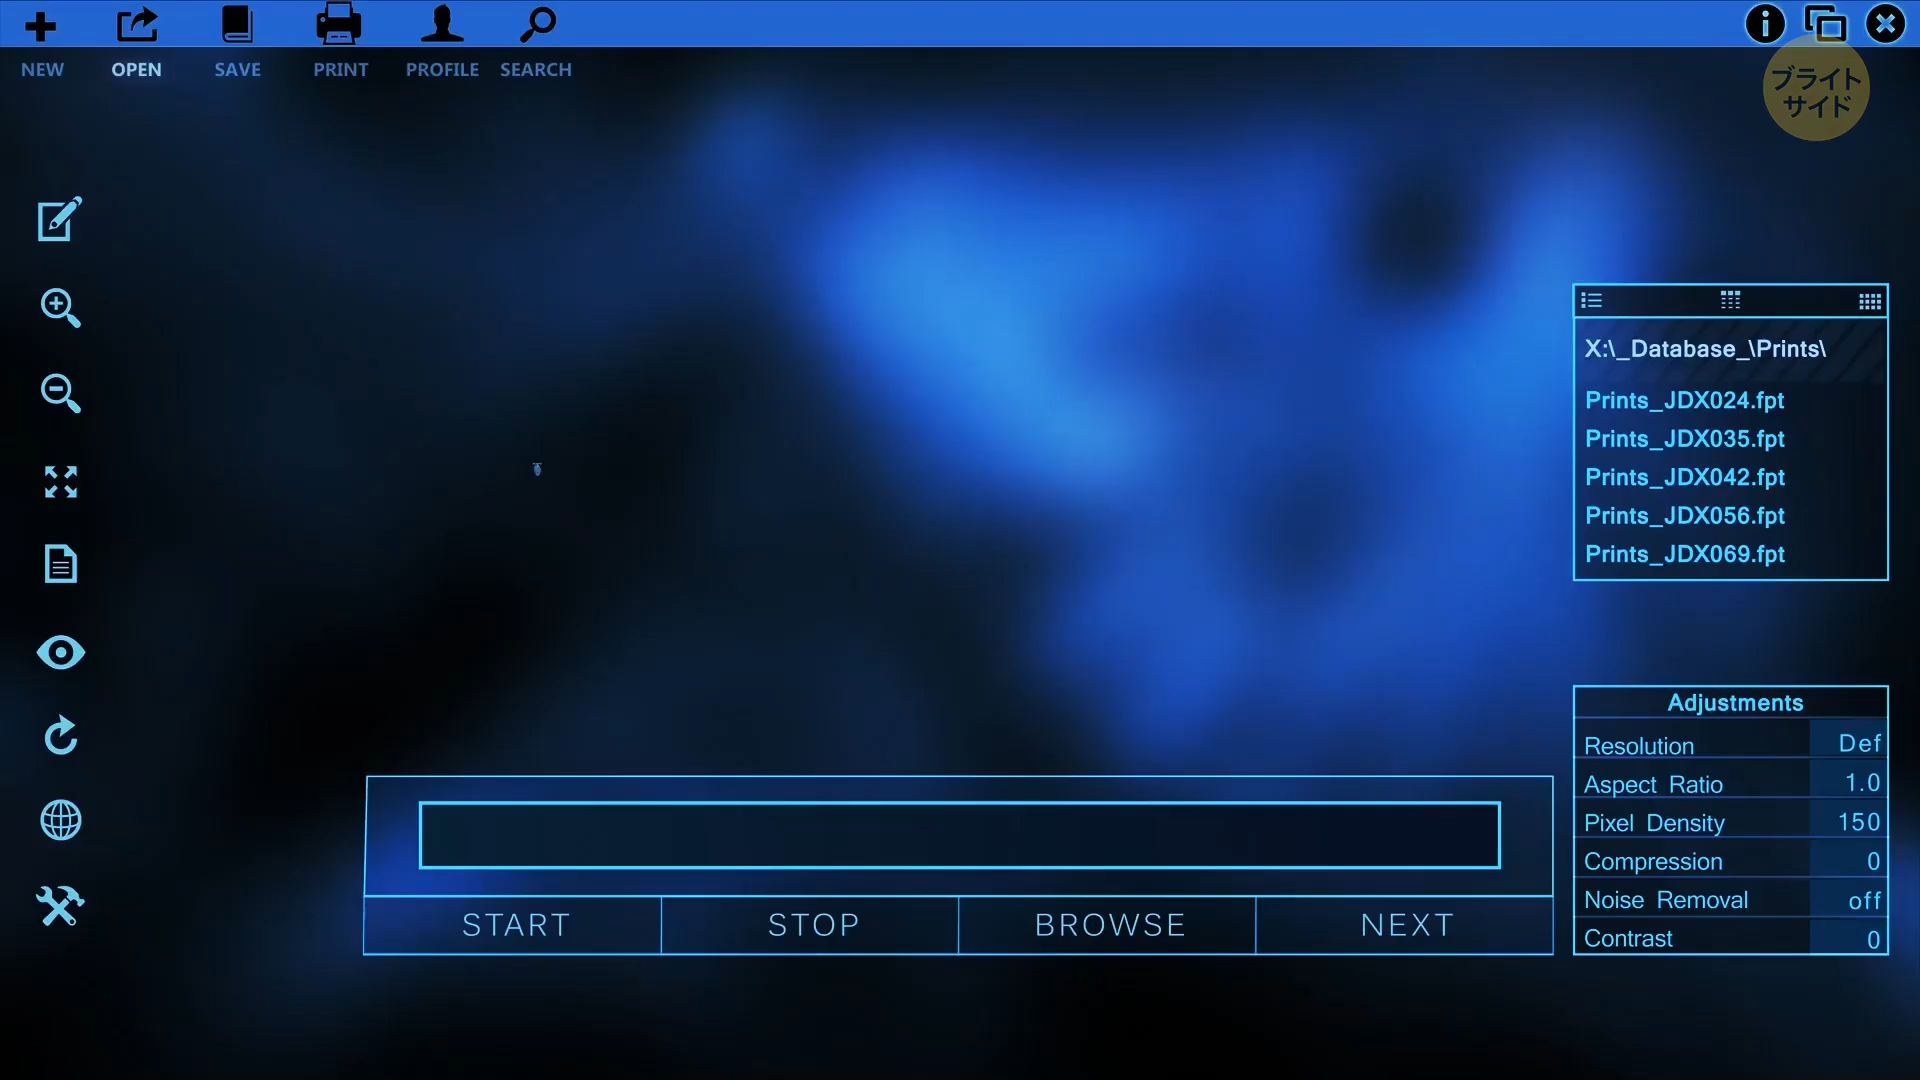 NEW OPEN SAVE PRINT PROFILE SEARCH
ブライト
サイド
X:\_Database_\Prints\
Prints_JDX024.fpt
Prints_JDX035.fpt
Prints_JDX042.fpt
Prints_JDX056.fpt
Prints_JDX069.fpt
Adjustments
Resolution Def
Aspect Ratio 1.0
Pixel Density 150
Compression 0
Noise Removal off
Contrast 0
START STOP BROWSE NEXT